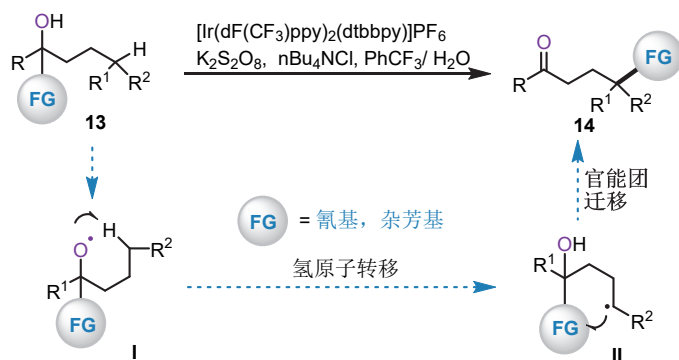 OH
[Ir(dF(CF3)ppy)2(dtbbpy)]PF6
H
O
R
R1
R2
K2S2O8, nBu4NCl, PhCF3/ H2O
FG
FG
R
R1
R2
13
14
官能团
迁移
H
FG = 氰基，杂芳基
OH
O•
R2
R1
氢原子转移
R1
FG
FG
R2
I
II